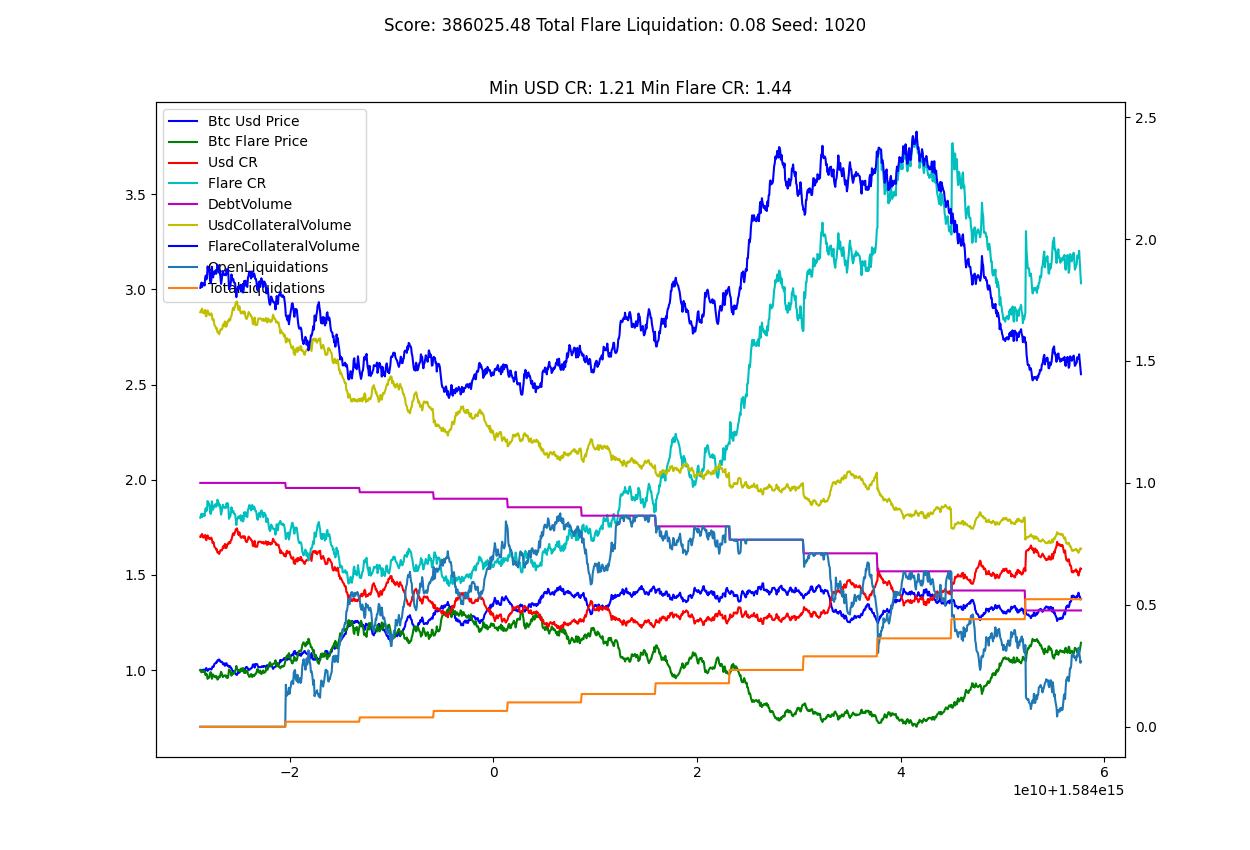 Score: 386025.48 Total Flare Liquidation: 0.08 Seed: 1020
Min USD CR: 1.21 Min Flare CR: 1.44
Btc Usd Price
Btc Flare Price
Usd CR
Flare CR
DebtVolume
UsdCollateralVolume
FlareCollateralVolume
OpenLiquidations
TotalLiquidations
3.5
3.0
2.5
2.0
1.5
1.0
2.5
2.0
1.5
1.0
0.5
0.0
−2 0 2 4 6
1e10+1.584e15